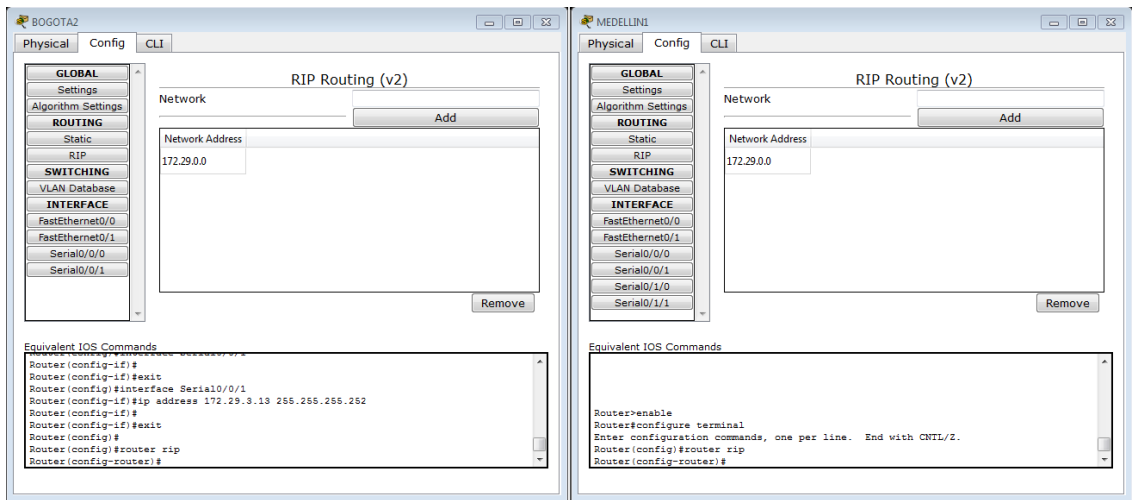 BOGOTA2
Physical Config CLI
GLOBAL
Settings
Algorithm Settings
ROUTING
Static
RIP
SWITCHING
VLAN Database
INTERFACE
FastEthernet0/0
FastEthernet0/1
Serial0/0/0
Serial0/0/1
RIP Routing (v2)
Network
Add
Network Address
172.29.0.0
Remove
Equivalent IOS Commands
Router(config)#interface Serial0/0/1
Router(config-if)#
Router(config-if)#exit
Router(config)#interface Serial0/0/1
Router(config-if)#ip address 172.29.3.13 255.255.255.252
Router(config-if)#
Router(config-if)#exit
Router(config)#
Router(config)#router rip
Router(config-router)#
MEDELLIN1
Physical Config CLI
GLOBAL
Settings
Algorithm Settings
ROUTING
Static
RIP
SWITCHING
VLAN Database
INTERFACE
FastEthernet0/0
FastEthernet0/1
Serial0/0/0
Serial0/0/1
Serial0/1/0
Serial0/1/1
RIP Routing (v2)
Network
Add
Network Address
172.29.0.0
Remove
Equivalent IOS Commands
Router>enable
Router#configure terminal
Enter configuration commands, one per line. End with CNTL/Z.
Router(config)#router rip
Router(config-router)#